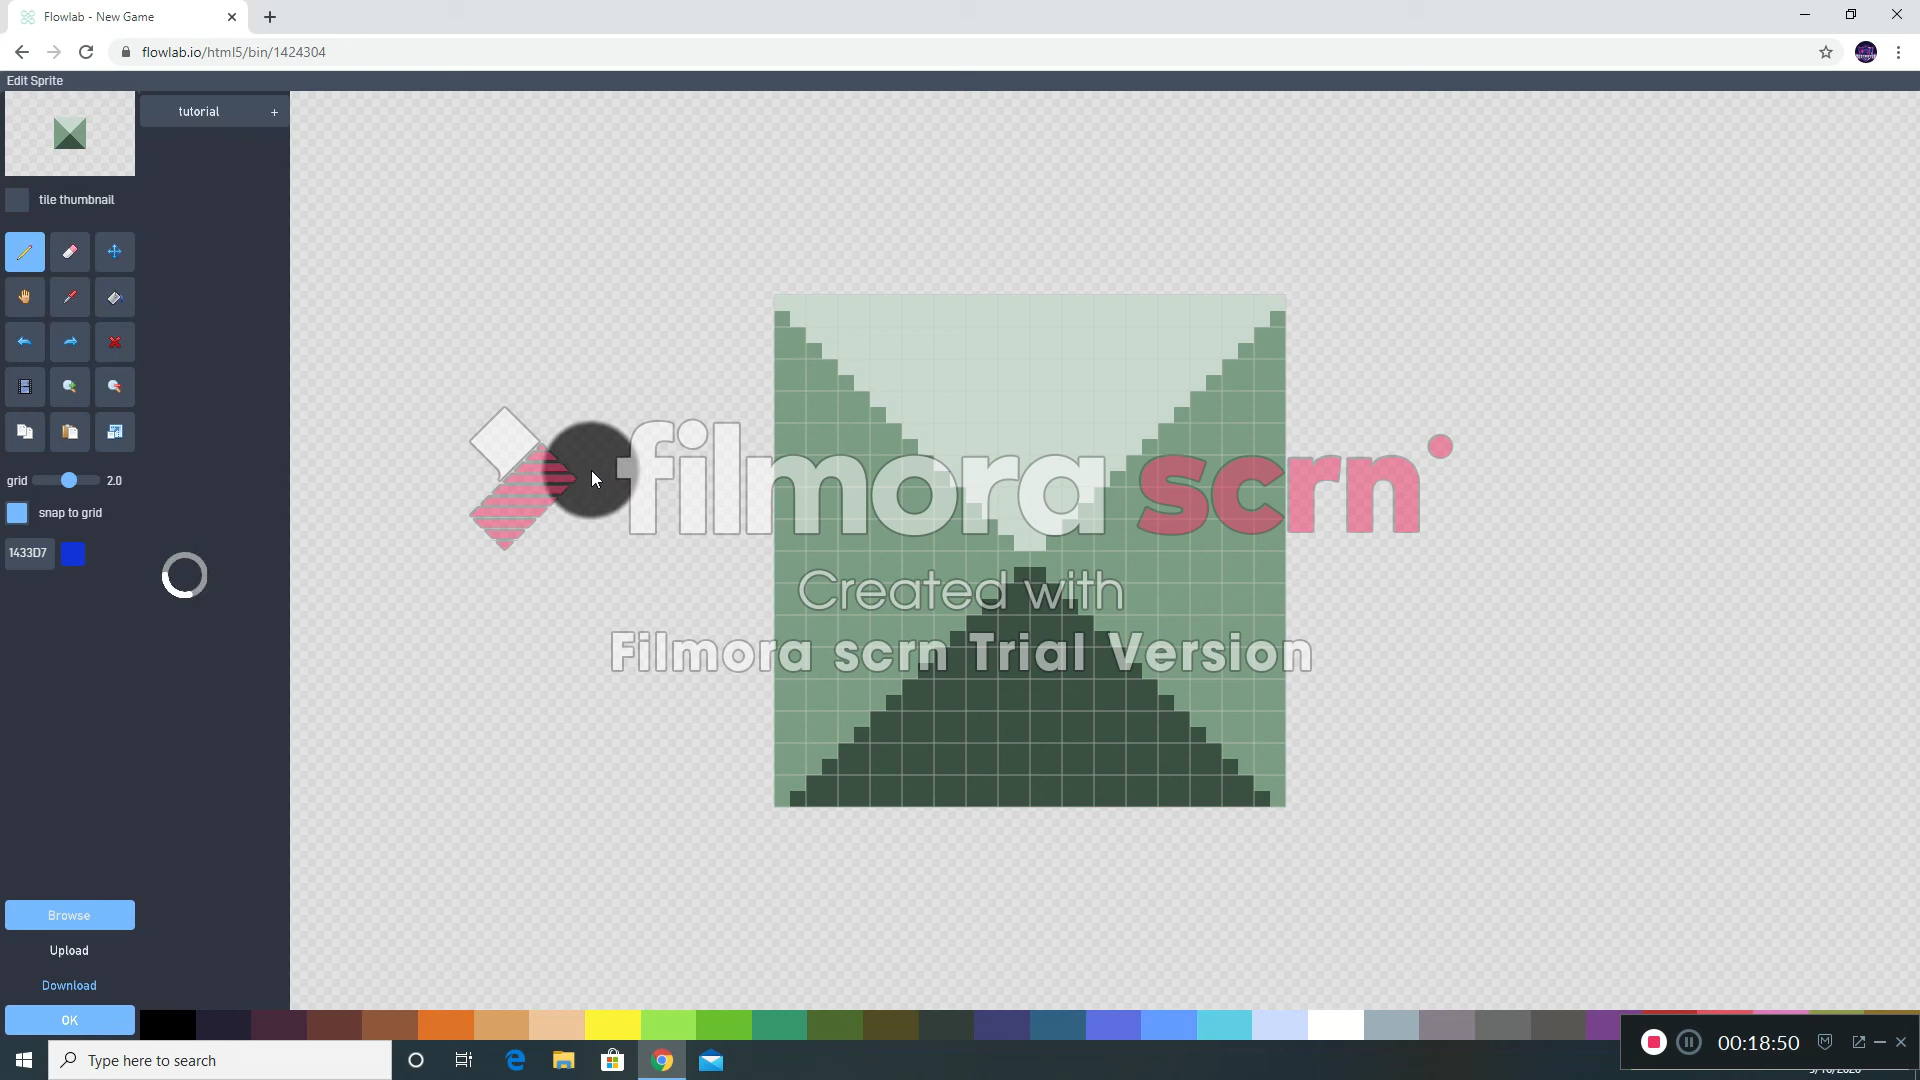 Flowlab - New Game
flowlab.io/html5/bin/1424304
Edit Sprite
tutorial +
tile thumbnail
grid 2.0
snap to grid
1433D7
filmora scrn
Created with
Filmora scrn Trial Version
Browse
Upload
Download
OK
Type here to search
00:18:50